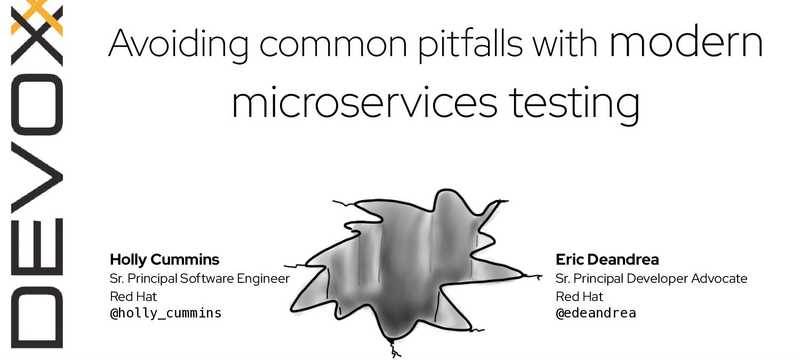 DEVOXX
Avoiding common pitfalls with modern
microservices testing
Holly Cummins
Sr. Principal Software Engineer
Red Hat
@holly_cummins
Eric Deandrea
Sr. Principal Developer Advocate
Red Hat
@edeandrea